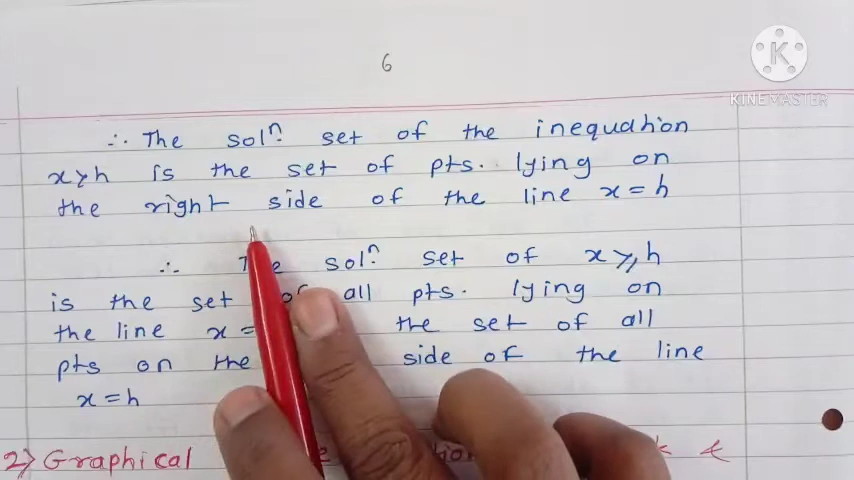 6
KINEMASTER
∴ The solⁿ. set of the inequation
x>h is the set of pts. lying on
the right side of the line x=h
∴ solⁿ. set of x≥h
is the set of all pts. lying on
the line x = the set of all
pts on the side of the line
x=h
2) Graphical